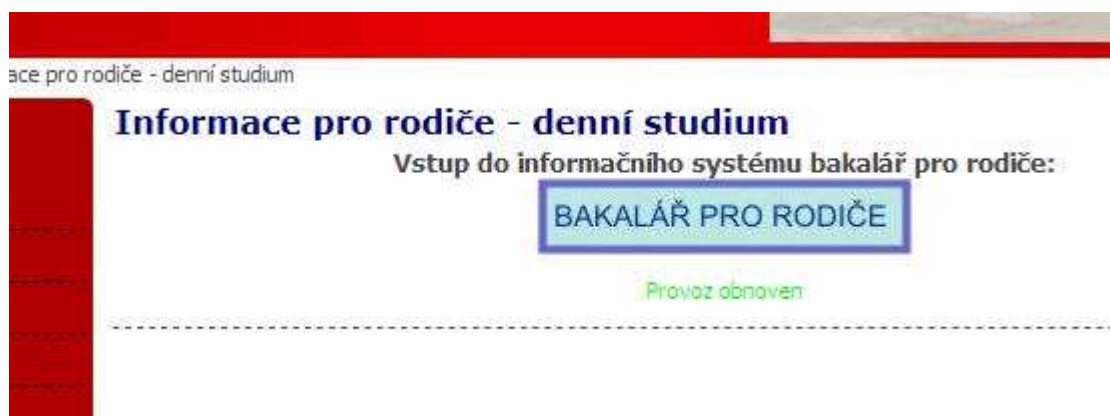 ace pro rodiče - denní studium
Informace pro rodiče - denní studium
Vstup do informačního systému bakalář pro rodiče:
BAKALÁŘ PRO RODIČE
Provoz obnoven